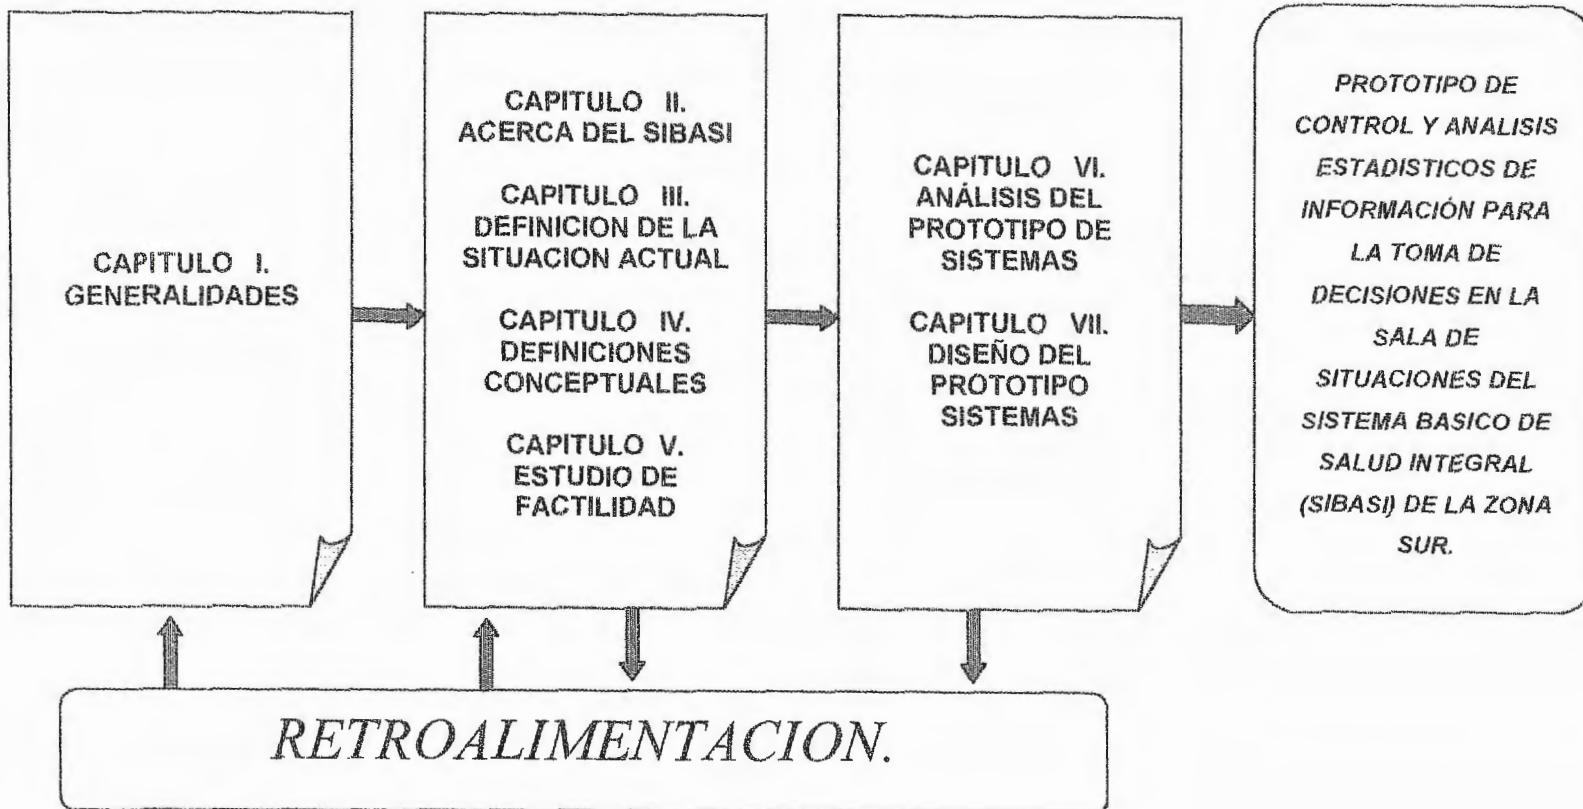 CAPITULO I.
GENERALIDADES
CAPITULO II.
ACERCA DEL SIBASI
CAPITULO III.
DEFINICION DE LA
SITUACION ACTUAL
CAPITULO IV.
DEFINICIONES
CONCEPTUALES
CAPITULO V.
ESTUDIO DE
FACTILIDAD
CAPITULO VI.
ANÁLISIS DEL
PROTOTIPO DE
SISTEMAS
CAPITULO VII.
DISEÑO DEL
PROTOTIPO
SISTEMAS
PROTOTIPO DE
CONTROL Y ANALISIS
ESTADISTICOS DE
INFORMACIÓN PARA
LA TOMA DE
DECISIONES EN LA
SALA DE
SITUACIONES DEL
SISTEMA BASICO DE
SALUD INTEGRAL
(SIBASI) DE LA ZONA
SUR.
RETROALIMENTACION.